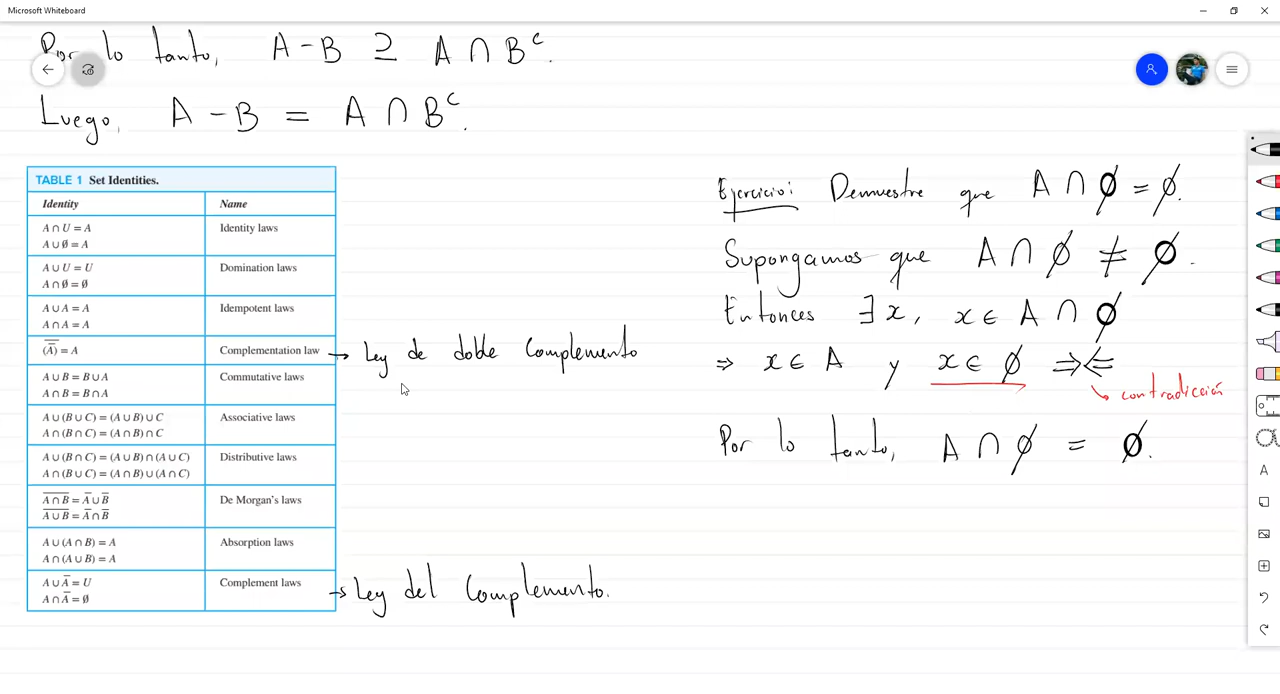 Microsoft Whiteboard
Por lo tanto, A - B ⊇ A ∩ Bᶜ.
Luego, A - B = A ∩ Bᶜ.
TABLE 1 Set Identities.
Identity Name
A ∩ U = A Identity laws
A ∪ ∅ = A
A ∪ U = U Domination laws
A ∩ ∅ = ∅
A ∪ A = A Idempotent laws
A ∩ A = A
(A̅)̅ = A Complementation law → Ley de doble complemento
A ∪ B = B ∪ A Commutative laws
A ∩ B = B ∩ A
A ∪ (B ∪ C) = (A ∪ B) ∪ C Associative laws
A ∩ (B ∩ C) = (A ∩ B) ∩ C
A ∪ (B ∩ C) = (A ∪ B) ∩ (A ∪ C) Distributive laws
A ∩ (B ∪ C) = (A ∩ B) ∪ (A ∩ C)
A̅ ̅∩̅ ̅B̅ = A̅ ∪ B̅ De Morgan's laws
A̅ ̅∪̅ ̅B̅ = A̅ ∩ B̅
A ∪ (A ∩ B) = A Absorption laws
A ∩ (A ∪ B) = A
A ∪ A̅ = U Complement laws → Ley del complemento.
A ∩ A̅ = ∅
Ejercicio: Demuestre que A ∩ ∅ = ∅.
Supongamos que A ∩ ∅ ≠ ∅.
Entonces ∃x, x ∈ A ∩ ∅
⇒ x ∈ A y x ∈ ∅ ⇒⇐
↘ contradicción
Por lo tanto, A ∩ ∅ = ∅.
A